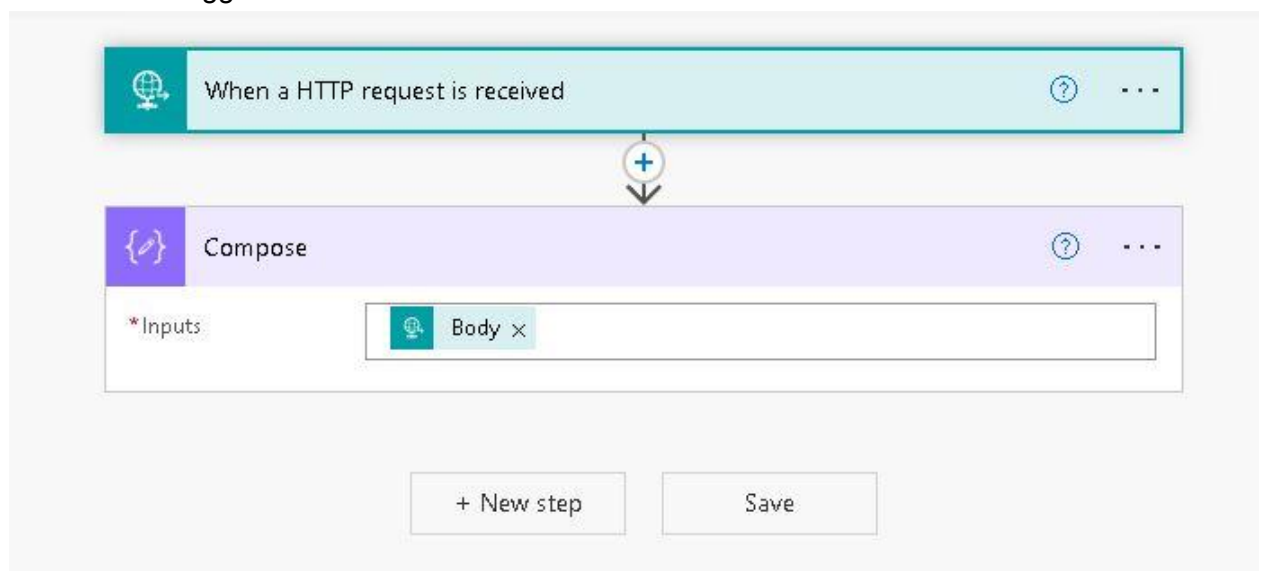 When a HTTP request is received
Compose
*Inputs Body ×
+ New step Save